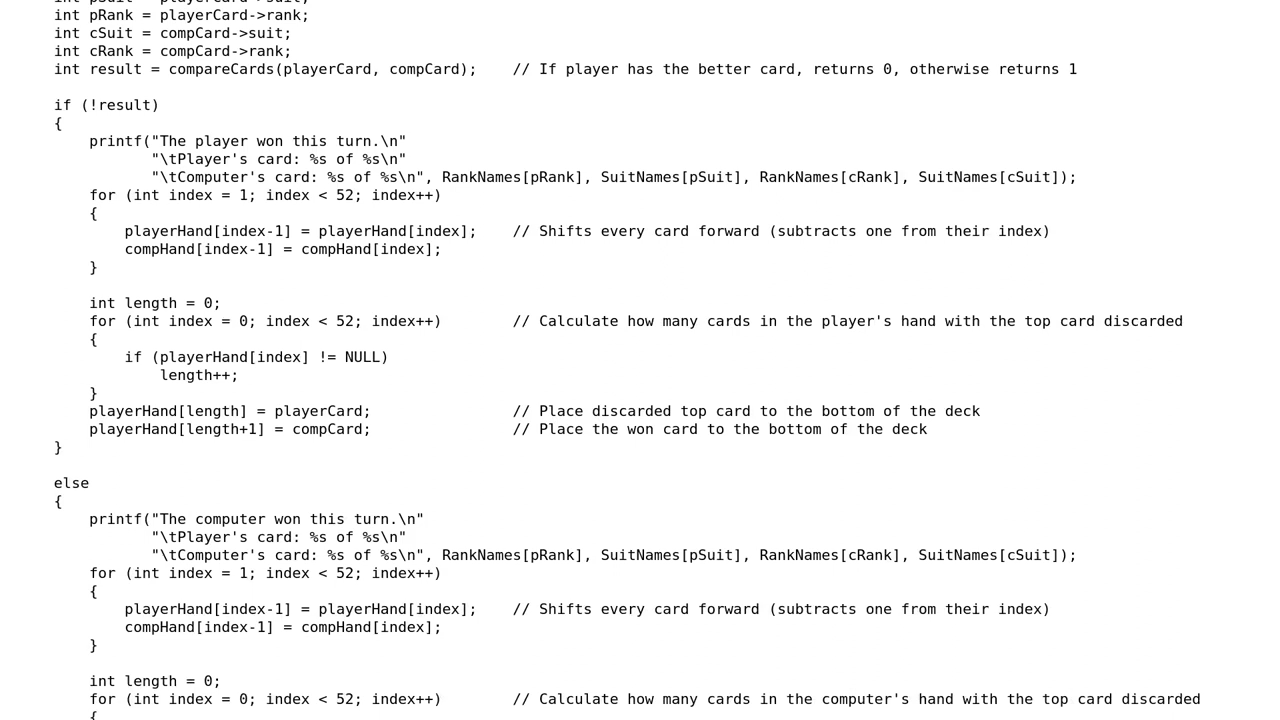 int pSuit = playerCard->suit;
int pRank = playerCard->rank;
int cSuit = compCard->suit;
int cRank = compCard->rank;
int result = compareCards(playerCard, compCard);    // If player has the better card, returns 0, otherwise returns 1

if (!result)
{
    printf("The player won this turn.\n"
           "\tPlayer's card: %s of %s\n"
           "\tComputer's card: %s of %s\n", RankNames[pRank], SuitNames[pSuit], RankNames[cRank], SuitNames[cSuit]);
    for (int index = 1; index < 52; index++)
    {
        playerHand[index-1] = playerHand[index];    // Shifts every card forward (subtracts one from their index)
        compHand[index-1] = compHand[index];
    }

    int length = 0;
    for (int index = 0; index < 52; index++)        // Calculate how many cards in the player's hand with the top card discarded
    {
        if (playerHand[index] != NULL)
            length++;
    }
    playerHand[length] = playerCard;                // Place discarded top card to the bottom of the deck
    playerHand[length+1] = compCard;                // Place the won card to the bottom of the deck
}

else
{
    printf("The computer won this turn.\n"
           "\tPlayer's card: %s of %s\n"
           "\tComputer's card: %s of %s\n", RankNames[pRank], SuitNames[pSuit], RankNames[cRank], SuitNames[cSuit]);
    for (int index = 1; index < 52; index++)
    {
        playerHand[index-1] = playerHand[index];    // Shifts every card forward (subtracts one from their index)
        compHand[index-1] = compHand[index];
    }

    int length = 0;
    for (int index = 0; index < 52; index++)        // Calculate how many cards in the computer's hand with the top card discarded
    {